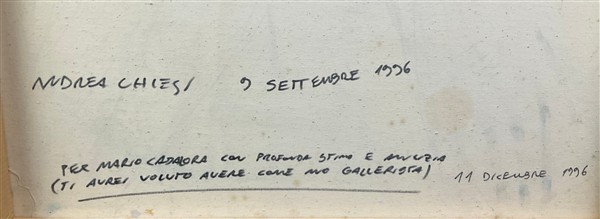 ANDREA CHIESI 9 SETTEMBRE 1996
PER MARIO CADALORA CON PROFONDA STIMA E AMICIZIA
(TI AVREI VOLUTO AVERE COME MIO GALLERISTA) 11 DICEMBRE 1996